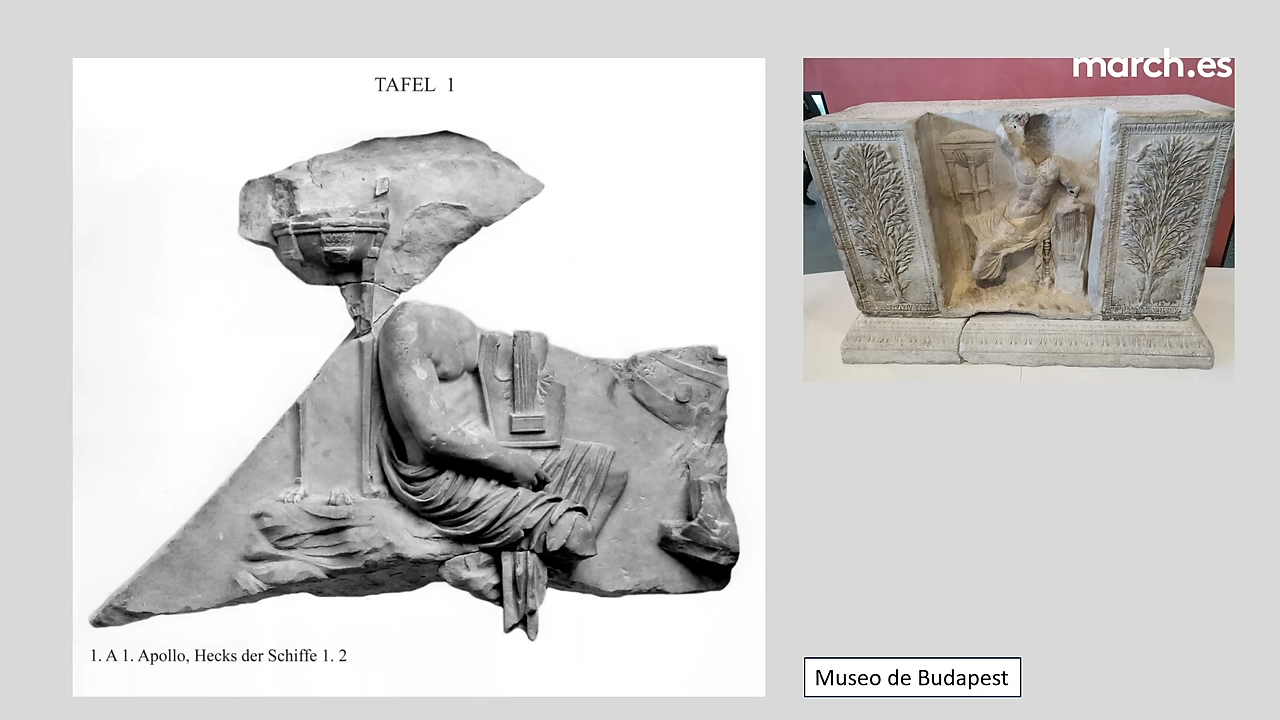 TAFEL 1
march.es
1. A 1. Apollo, Hecks der Schiffe 1. 2
Museo de Budapest